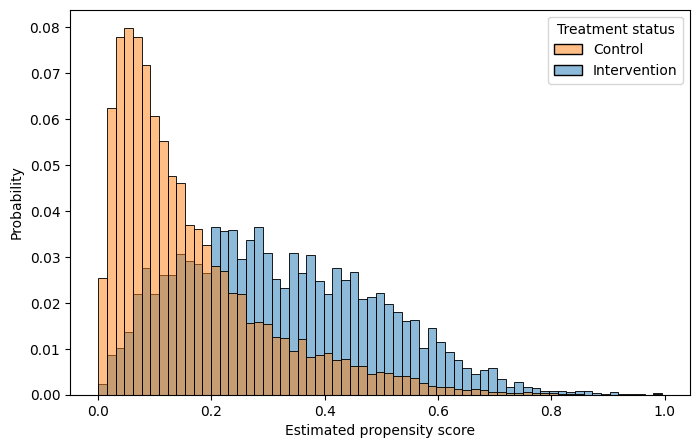 Treatment status
Control
Intervention
Probability
0.08
0.07
0.06
0.05
0.04
0.03
0.02
0.01
0.00
0.0 0.2 0.4 0.6 0.8 1.0
Estimated propensity score